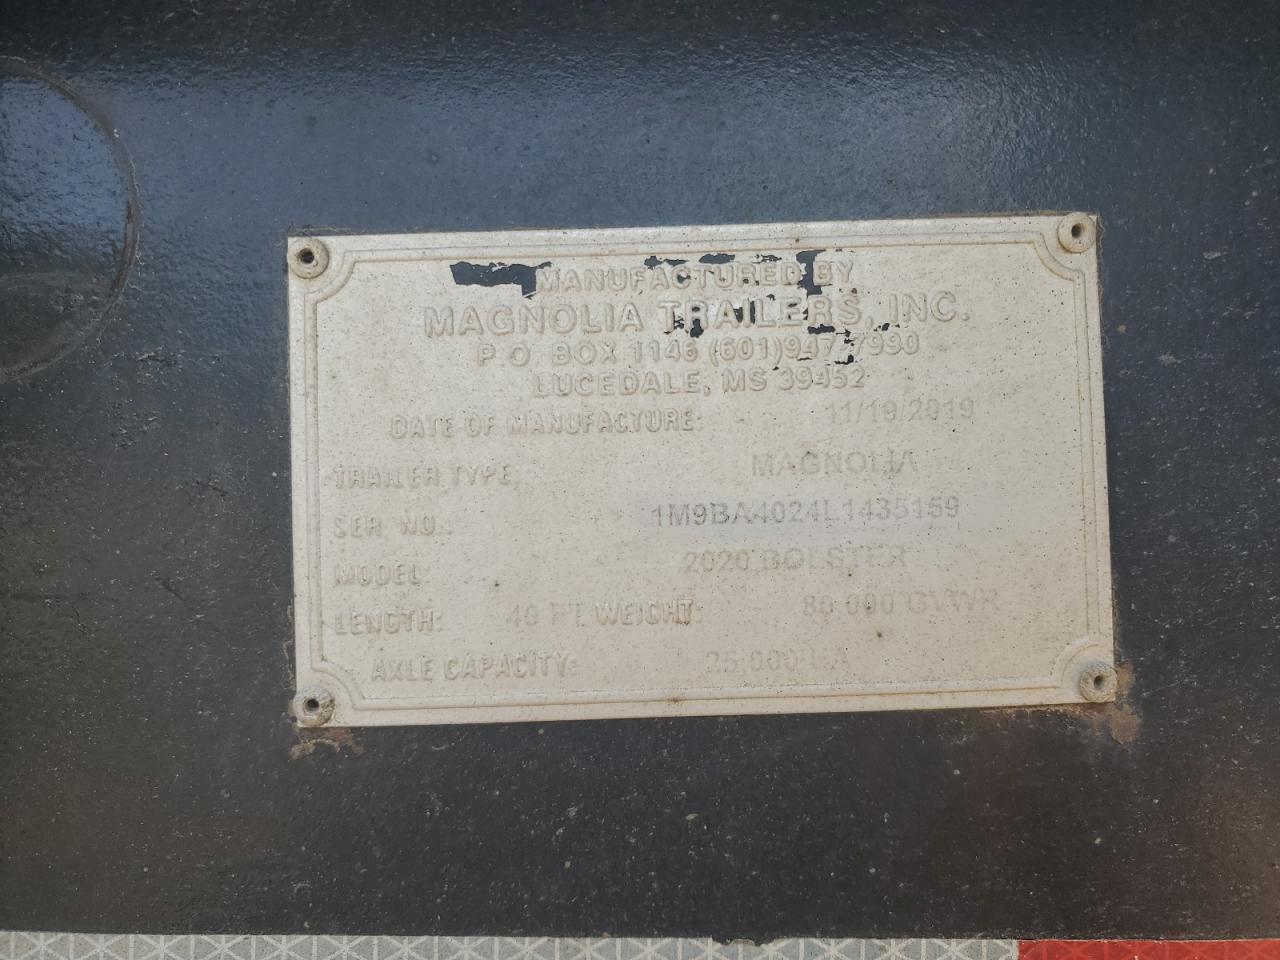 MANUFACTURED BY
MAGNOLIA TRAILERS, INC.
P.O BOX 1146 (601)947-7990
LUCEDALE, MS 39452
DATE OF MANUFACTURE: 11/19/2019
TRAILER TYPE MAGNOLIA
SER NO.: 1M9BA4024L1435159
MODEL: 2020 BOLSTER
LENGTH: 40 FT WEIGHT: 80,000 GVWR
AXLE CAPACITY: 25,000 EA